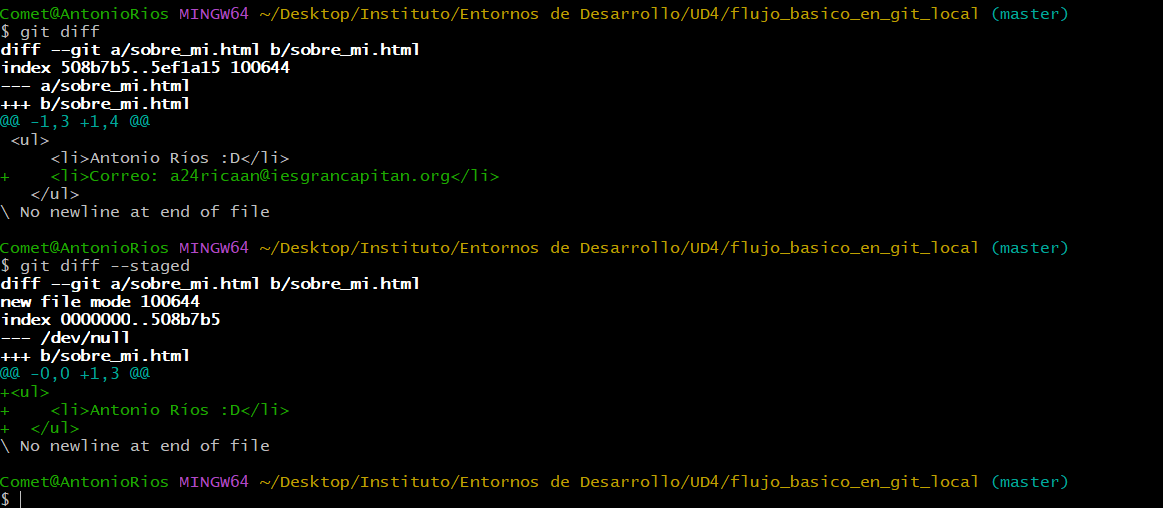 Comet@AntonioRios MINGW64 ~/Desktop/Instituto/Entornos de Desarrollo/UD4/flujo_basico_en_git_local (master)
$ git diff
diff --git a/sobre_mi.html b/sobre_mi.html
index 508b7b5..5ef1a15 100644
--- a/sobre_mi.html
+++ b/sobre_mi.html
@@ -1,3 +1,4 @@
 <ul>
     <li>Antonio Ríos :D</li>
+    <li>Correo: a24ricaan@iesgrancapitan.org</li>
   </ul>
\ No newline at end of file

Comet@AntonioRios MINGW64 ~/Desktop/Instituto/Entornos de Desarrollo/UD4/flujo_basico_en_git_local (master)
$ git diff --staged
diff --git a/sobre_mi.html b/sobre_mi.html
new file mode 100644
index 0000000..508b7b5
--- /dev/null
+++ b/sobre_mi.html
@@ -0,0 +1,3 @@
+<ul>
+    <li>Antonio Ríos :D</li>
+  </ul>
\ No newline at end of file

Comet@AntonioRios MINGW64 ~/Desktop/Instituto/Entornos de Desarrollo/UD4/flujo_basico_en_git_local (master)
$